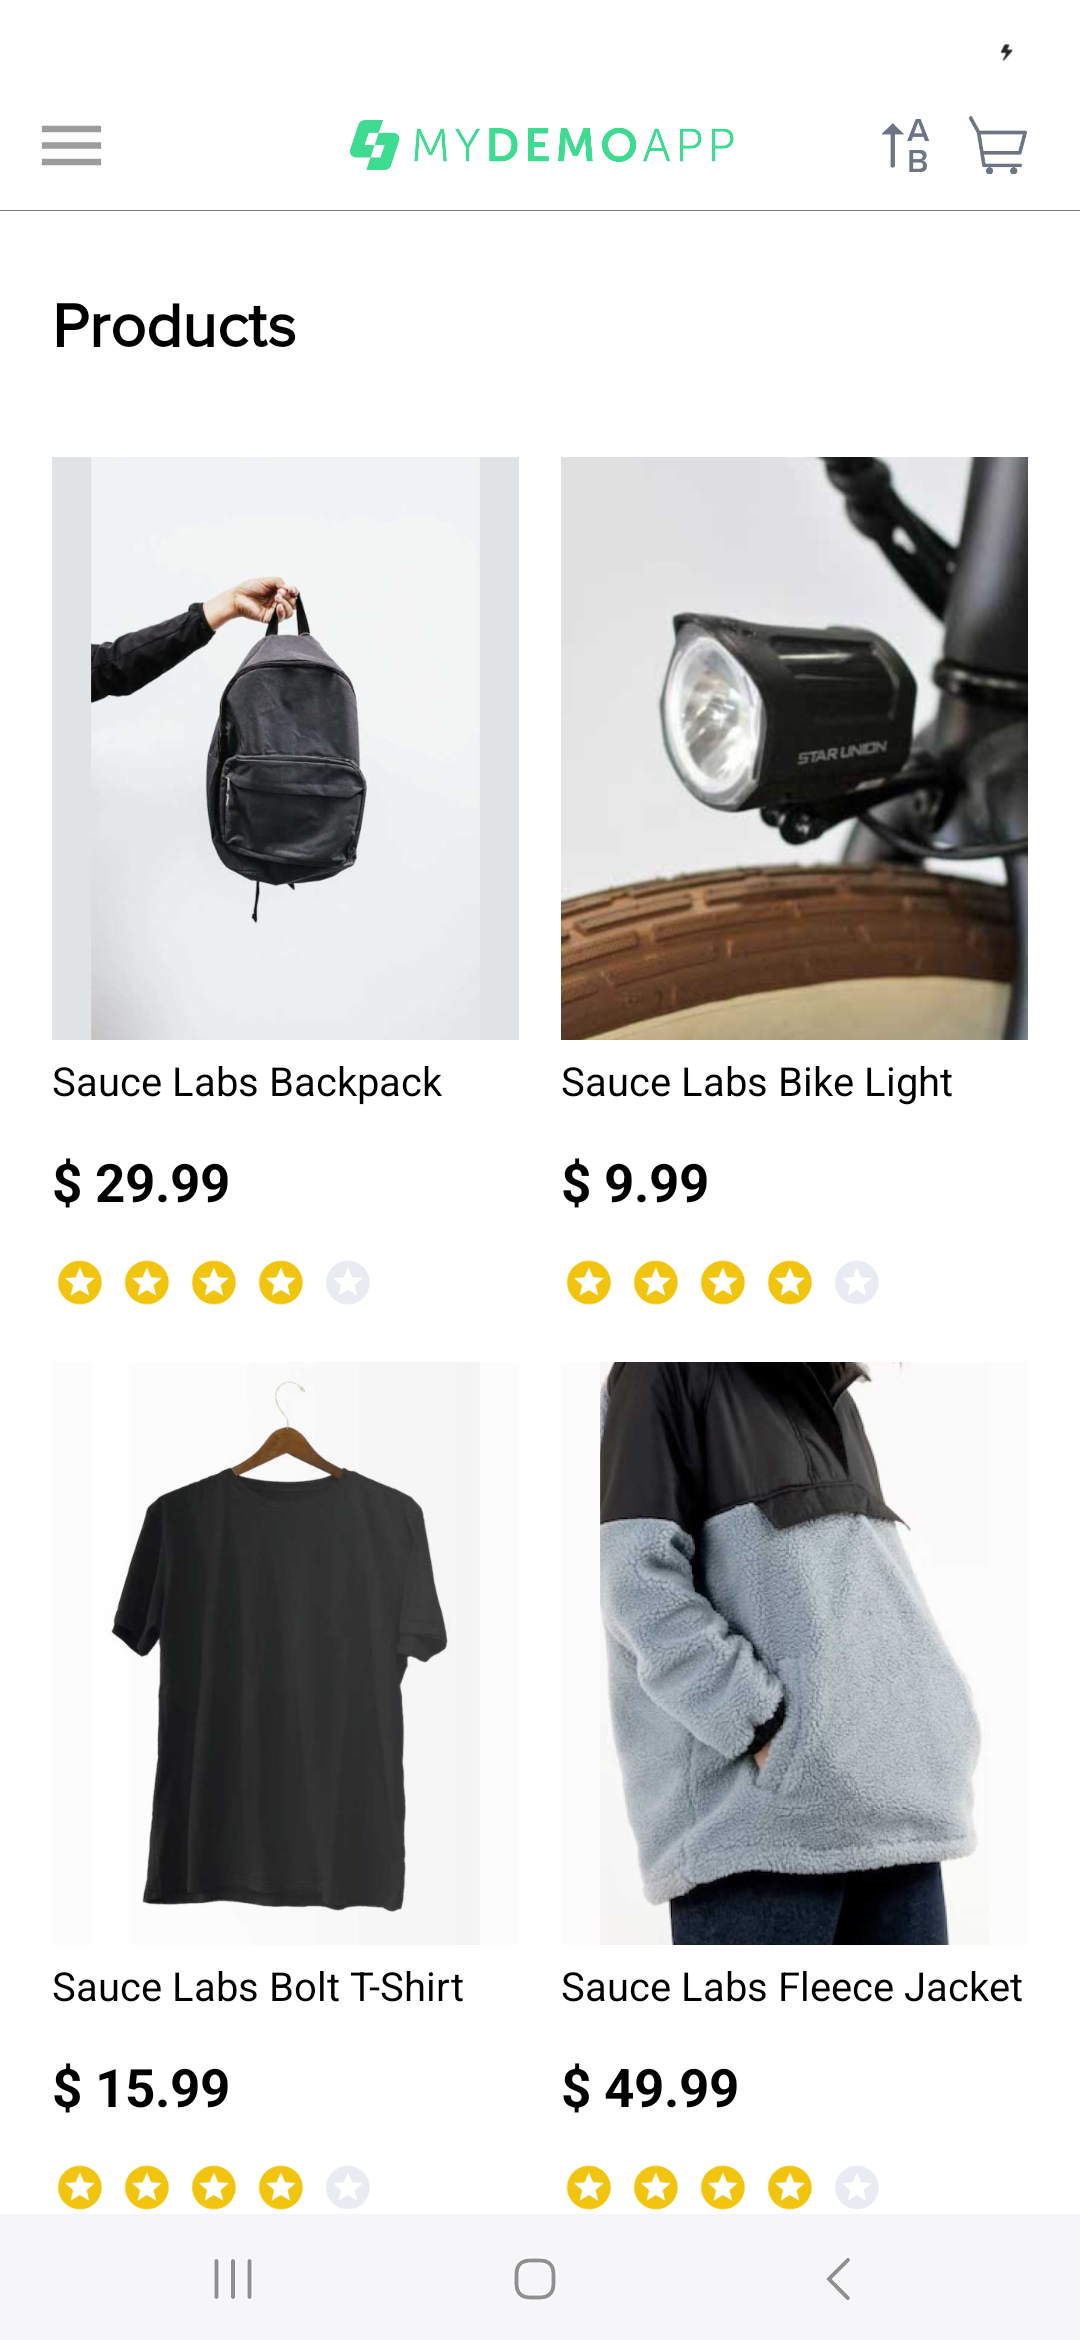 MYDEMOAPP
A
B
Products
STAR UNION
Sauce Labs Backpack
Sauce Labs Bike Light
$ 29.99
$ 9.99
Sauce Labs Bolt T-Shirt
Sauce Labs Fleece Jacket
$ 15.99
$ 49.99